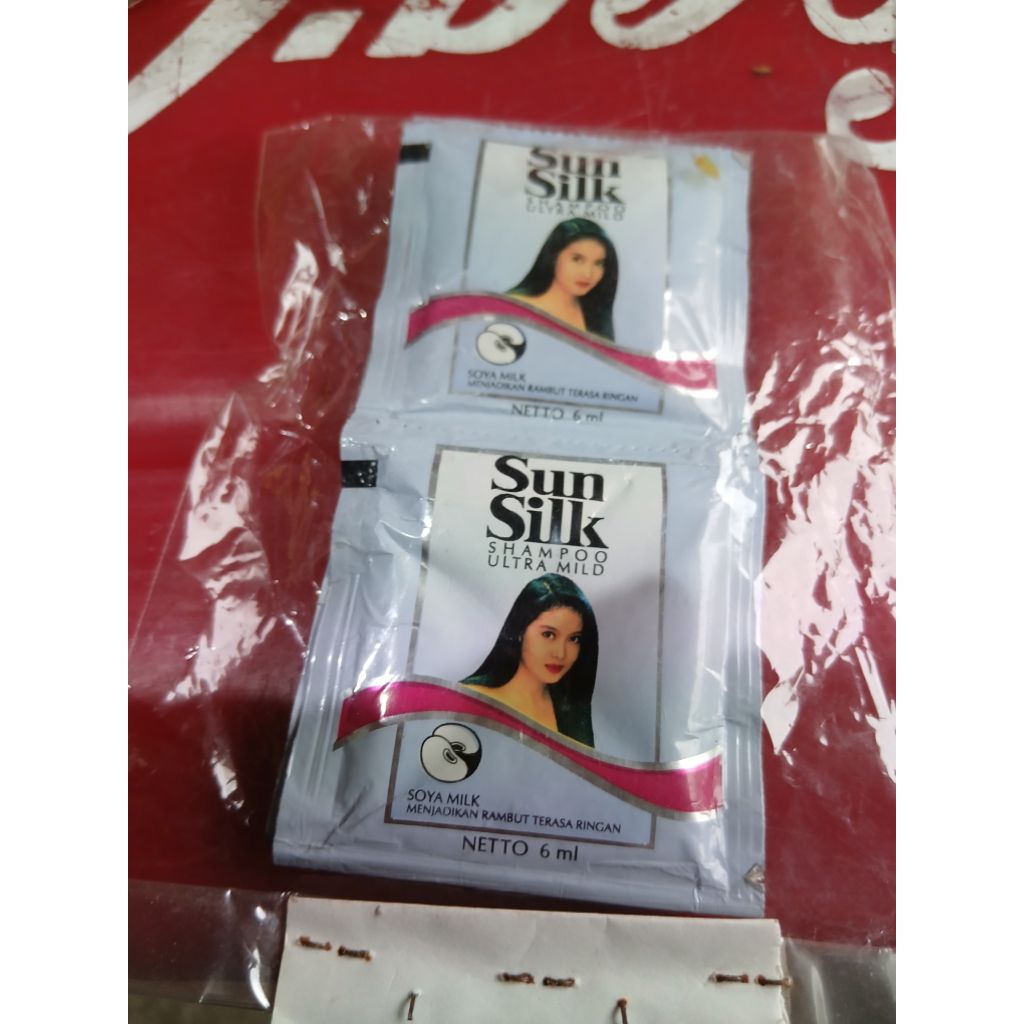 Sun
Silk
SHAMPOO
ULTRA MILD
SOYA MILK
MENJADIKAN RAMBUT TERASA RINGAN
NETTO 6 ml
Sun
Silk
SHAMPOO
ULTRA MILD
SOYA MILK
MENJADIKAN RAMBUT TERASA RINGAN
NETTO 6 ml